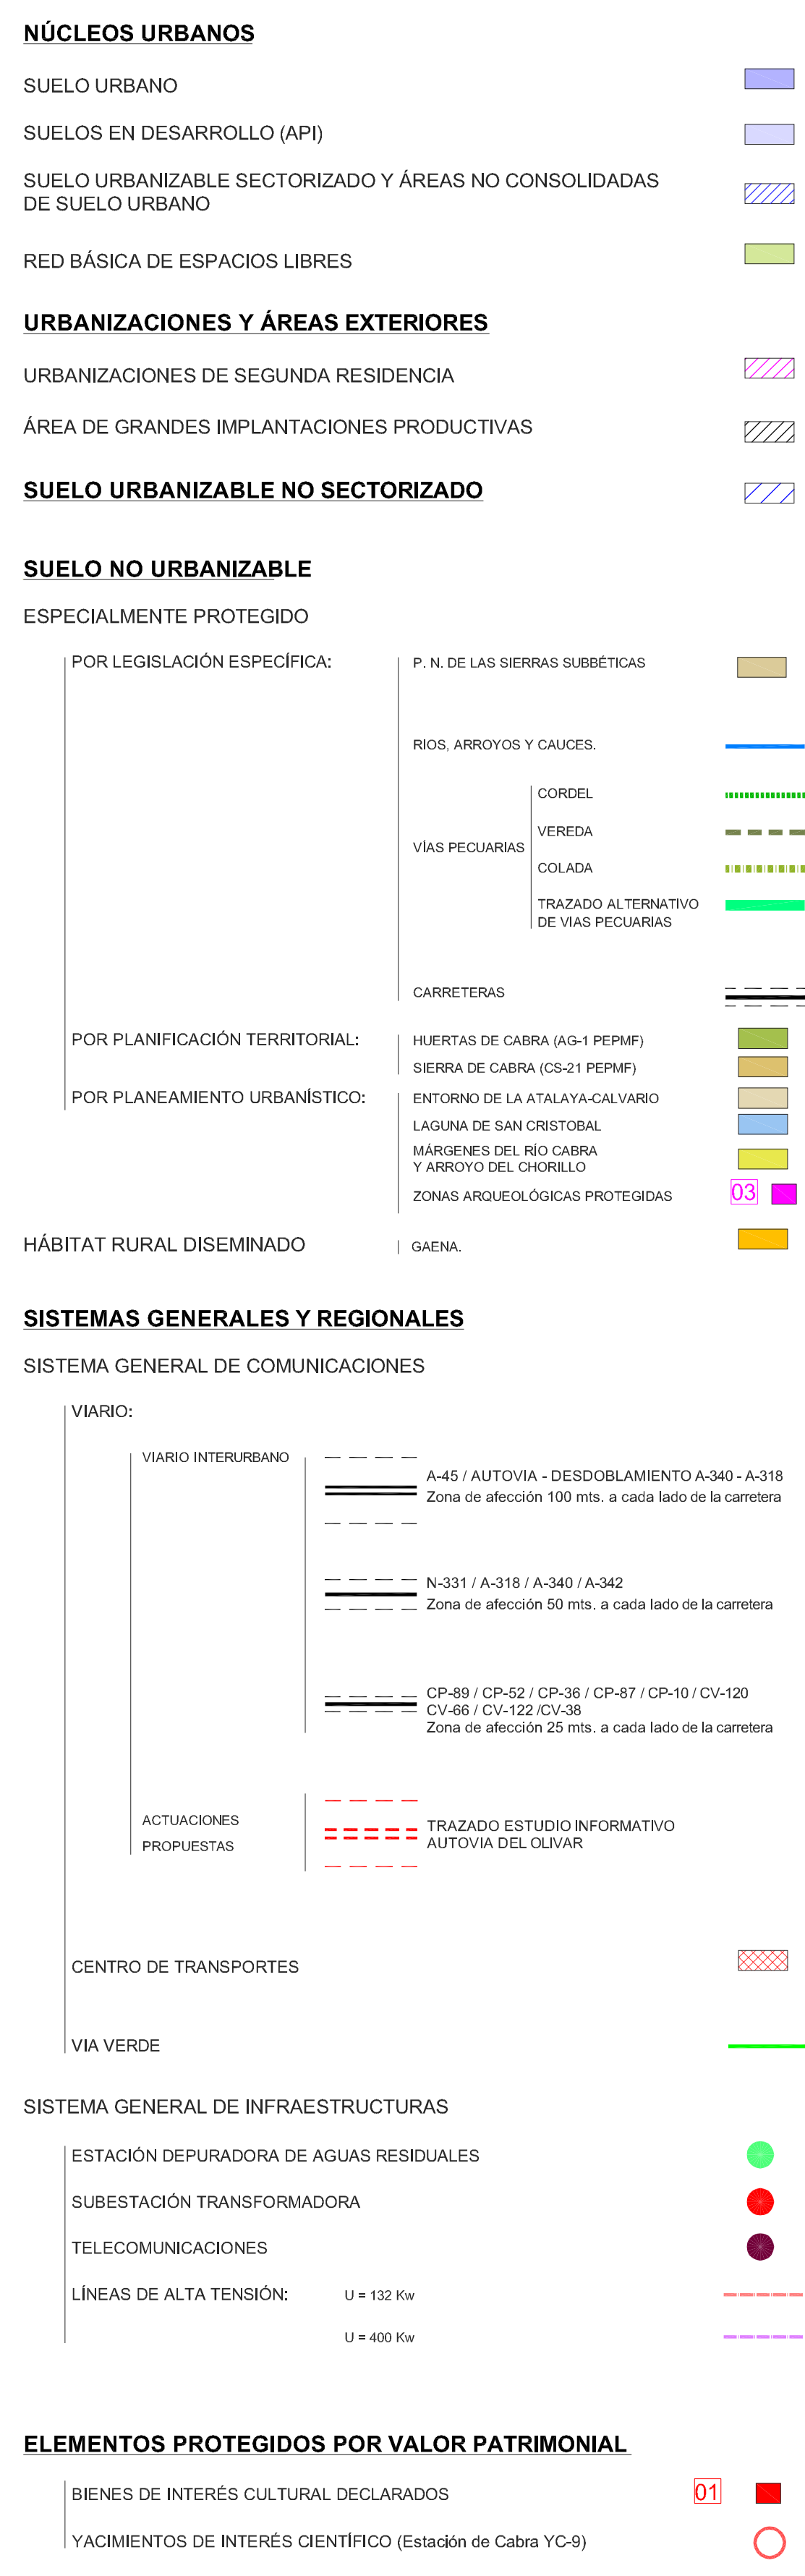 NÚCLEOS URBANOS
SUELO URBANO
SUELOS EN DESARROLLO (API)
SUELO URBANIZABLE SECTORIZADO Y ÁREAS NO CONSOLIDADAS
DE SUELO URBANO
RED BÁSICA DE ESPACIOS LIBRES
URBANIZACIONES Y ÁREAS EXTERIORES
URBANIZACIONES DE SEGUNDA RESIDENCIA
ÁREA DE GRANDES IMPLANTACIONES PRODUCTIVAS
SUELO URBANIZABLE NO SECTORIZADO
SUELO NO URBANIZABLE
ESPECIALMENTE PROTEGIDO
POR LEGISLACIÓN ESPECÍFICA:
P. N. DE LAS SIERRAS SUBBÉTICAS
RIOS, ARROYOS Y CAUCES.
VÍAS PECUARIAS
CORDEL
VEREDA
COLADA
TRAZADO ALTERNATIVO
DE VIAS PECUARIAS
CARRETERAS
POR PLANIFICACIÓN TERRITORIAL:
HUERTAS DE CABRA (AG-1 PEPMF)
SIERRA DE CABRA (CS-21 PEPMF)
POR PLANEAMIENTO URBANÍSTICO:
ENTORNO DE LA ATALAYA-CALVARIO
LAGUNA DE SAN CRISTOBAL
MÁRGENES DEL RÍO CABRA
Y ARROYO DEL CHORILLO
ZONAS ARQUEOLÓGICAS PROTEGIDAS 03
HÁBITAT RURAL DISEMINADO
GAENA.
SISTEMAS GENERALES Y REGIONALES
SISTEMA GENERAL DE COMUNICACIONES
VIARIO:
VIARIO INTERURBANO
A-45 / AUTOVIA - DESDOBLAMIENTO A-340 - A-318
Zona de afección 100 mts. a cada lado de la carretera
N-331 / A-318 / A-340 / A-342
Zona de afección 50 mts. a cada lado de la carretera
CP-89 / CP-52 / CP-36 / CP-87 / CP-10 / CV-120
CV-66 / CV-122 /CV-38
Zona de afección 25 mts. a cada lado de la carretera
ACTUACIONES
PROPUESTAS
TRAZADO ESTUDIO INFORMATIVO
AUTOVIA DEL OLIVAR
CENTRO DE TRANSPORTES
VIA VERDE
SISTEMA GENERAL DE INFRAESTRUCTURAS
ESTACIÓN DEPURADORA DE AGUAS RESIDUALES
SUBESTACIÓN TRANSFORMADORA
TELECOMUNICACIONES
LÍNEAS DE ALTA TENSIÓN: U = 132 Kw
U = 400 Kw
ELEMENTOS PROTEGIDOS POR VALOR PATRIMONIAL
BIENES DE INTERÉS CULTURAL DECLARADOS 01
YACIMIENTOS DE INTERÉS CIENTÍFICO (Estación de Cabra YC-9)